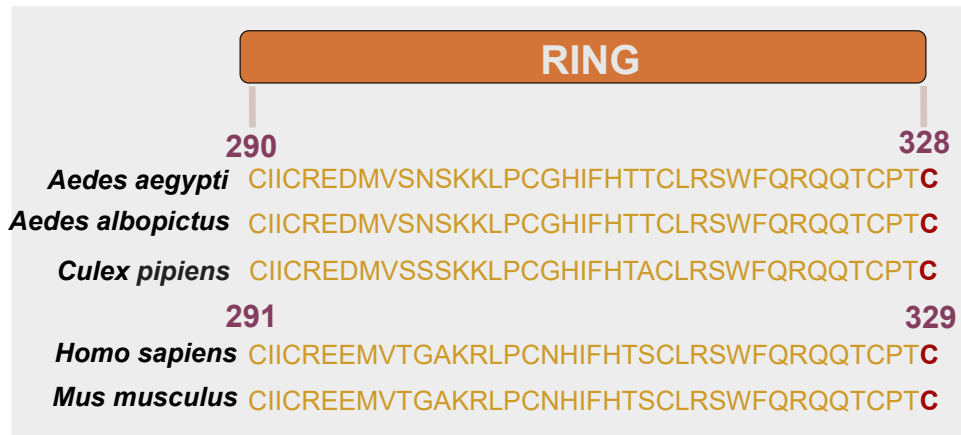 RING
290 328
Aedes aegypti CIICREDMVSNSKKLPCGHIFHTTCLRSWFQRQQTCPTC
Aedes albopictus CIICREDMVSNSKKLPCGHIFHTTCLRSWFQRQQTCPTC
Culex pipiens CIICREDMVSSSKKLPCGHIFHTACLRSWFQRQQTCPTC
291 329
Homo sapiens CIICREEMVTGAKRLPCNHIFHTSCLRSWFQRQQTCPTC
Mus musculus CIICREEMVTGAKRLPCNHIFHTSCLRSWFQRQQTCPTC